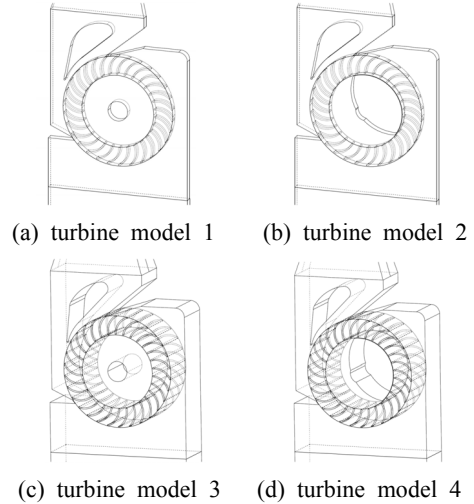 (a) turbine model 1
(b) turbine model 2
(c) turbine model 3
(d) turbine model 4